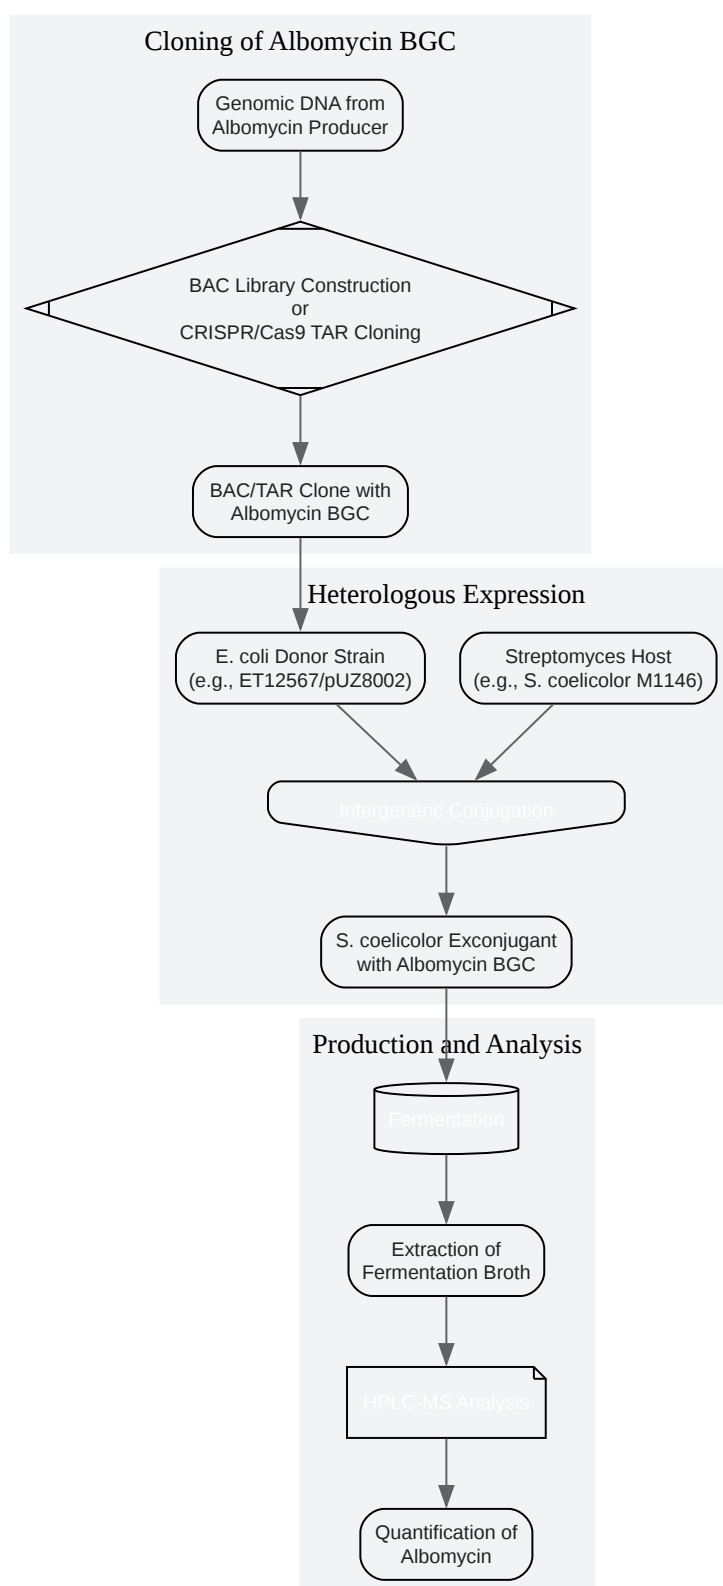 Cloning of Albomycin BGC
Genomic DNA from
Albomycin Producer
BAC Library Construction
or
CRISPR/Cas9 TAR Cloning
BAC/TAR Clone with
Albomycin BGC
Heterologous Expression
E. coli Donor Strain
(e.g., ET12567/pUZ8002)
Streptomyces Host
(e.g., S. coelicolor M1146)
Intergeneric Conjugation
S. coelicolor Exconjugant
with Albomycin BGC
Production and Analysis
Fermentation
Extraction of
Fermentation Broth
HPLC-MS Analysis
Quantification of
Albomycin